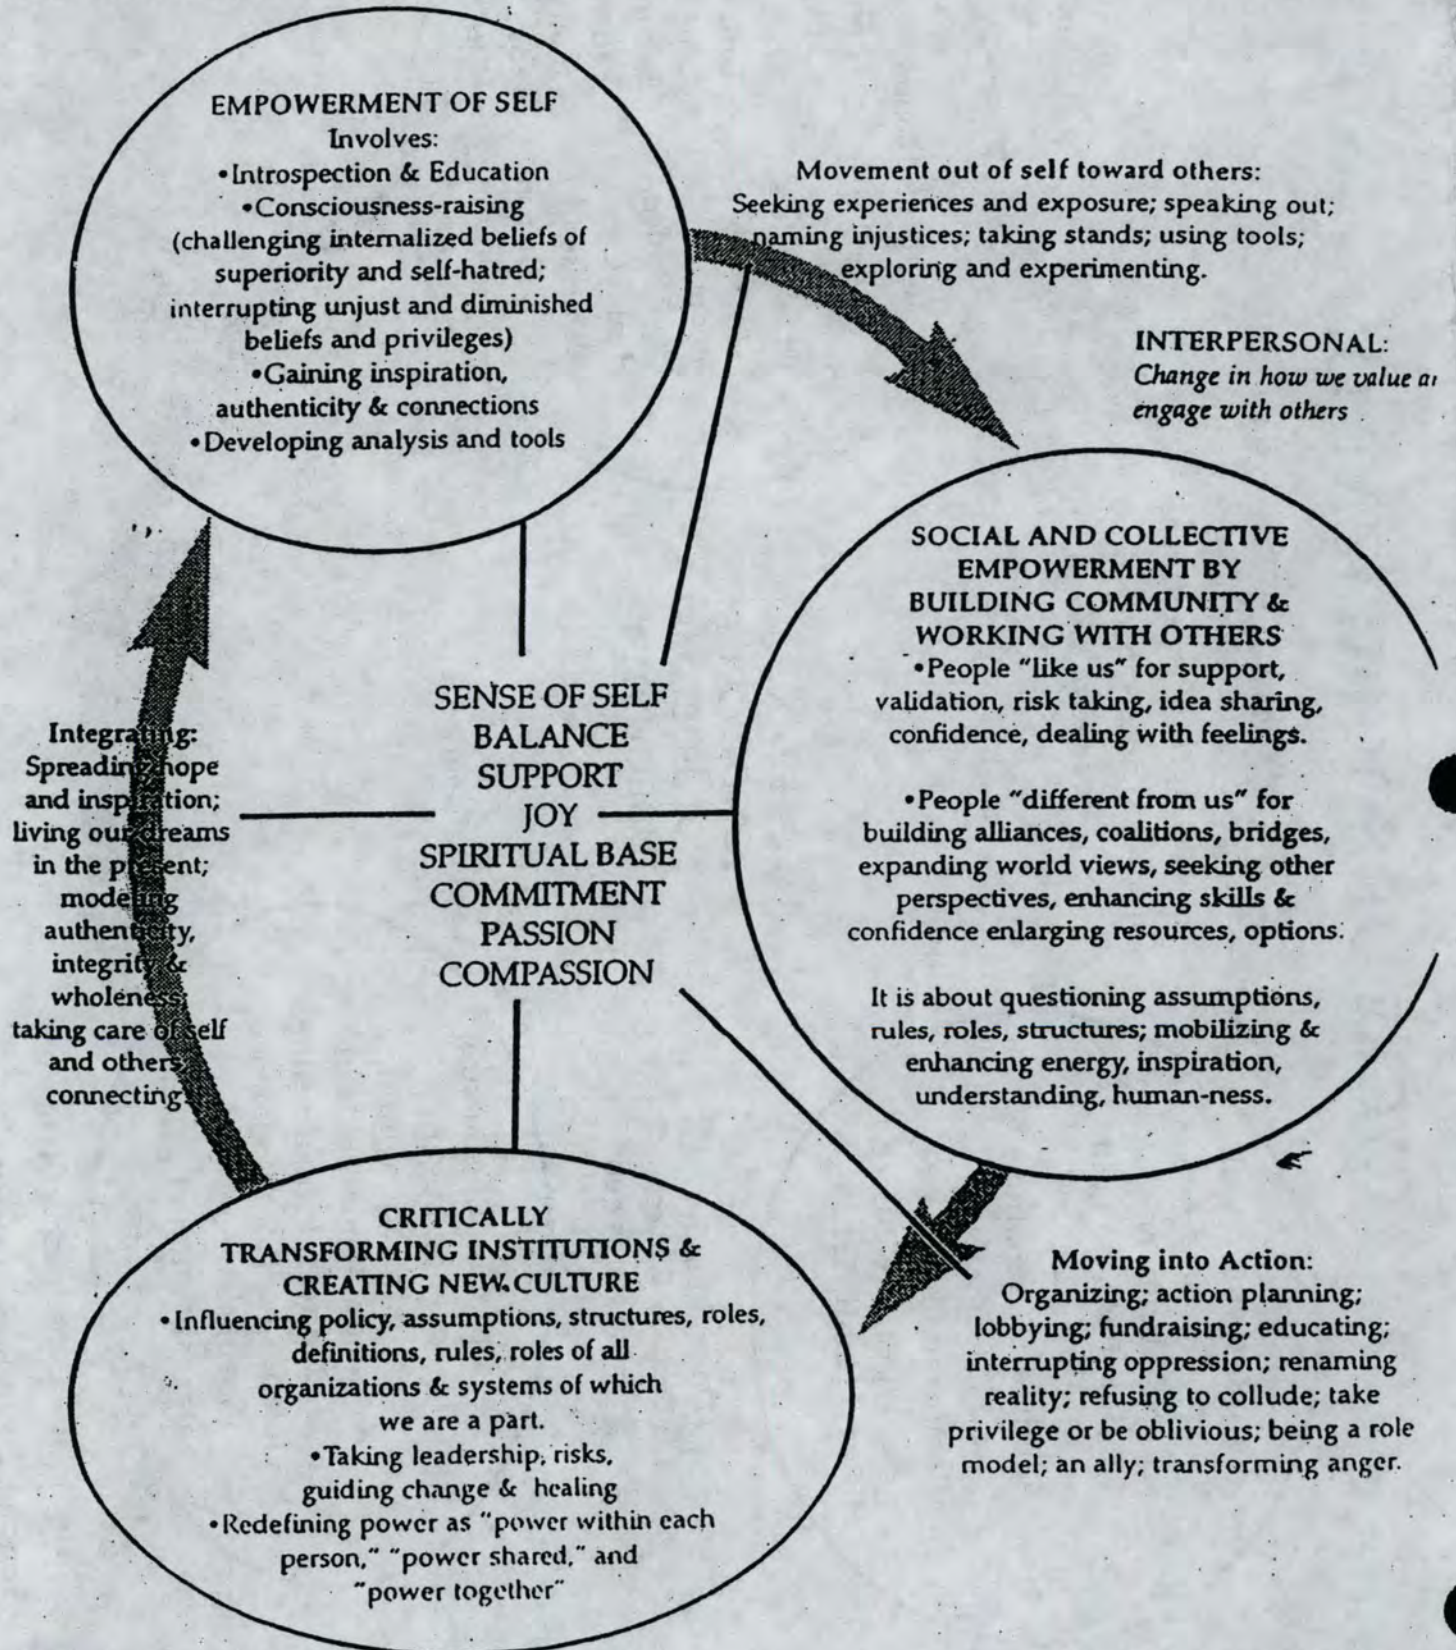 EMPOWERMENT OF SELF
Involves:
•Introspection & Education
•Consciousness-raising
(challenging internalized beliefs of
superiority and self-hatred;
interrupting unjust and diminished
beliefs and privileges)
•Gaining inspiration,
authenticity & connections
•Developing analysis and tools
Movement out of self toward others:
Seeking experiences and exposure; speaking out;
naming injustices; taking stands; using tools;
exploring and experimenting.
INTERPERSONAL:
Change in how we value
engage with others
SOCIAL AND COLLECTIVE
EMPOWERMENT BY
BUILDING COMMUNITY &
WORKING WITH OTHERS
•People "like us" for support,
validation, risk taking, idea sharing,
confidence, dealing with feelings.
•People "different from us" for
building alliances, coalitions, bridges,
expanding world views, seeking other
perspectives, enhancing skills &
confidence enlarging resources, options.
It is about questioning assumptions,
rules, roles, structures; mobilizing &
enhancing energy, inspiration,
understanding, human-ness.
SENSE OF SELF
BALANCE
SUPPORT
JOY
SPIRITUAL BASE
COMMITMENT
PASSION
COMPASSION
Integrating:
Spreading hope
and inspiration;
living our dreams
in the present;
modeling
authenticity,
integrity &
wholeness;
taking care of self
and others;
connecting.
Moving into Action:
Organizing; action planning;
lobbying; fundraising; educating;
interrupting oppression; renaming
reality; refusing to collude; take
privilege or be oblivious; being a role
model; an ally; transforming anger.
CRITICALLY
TRANSFORMING INSTITUTIONS &
CREATING NEW CULTURE
•Influencing policy, assumptions, structures, roles,
definitions, rules, roles of all
organizations & systems of which
we are a part.
•Taking leadership, risks,
guiding change & healing
•Redefining power as "power within each
person," "power shared," and
"power together"